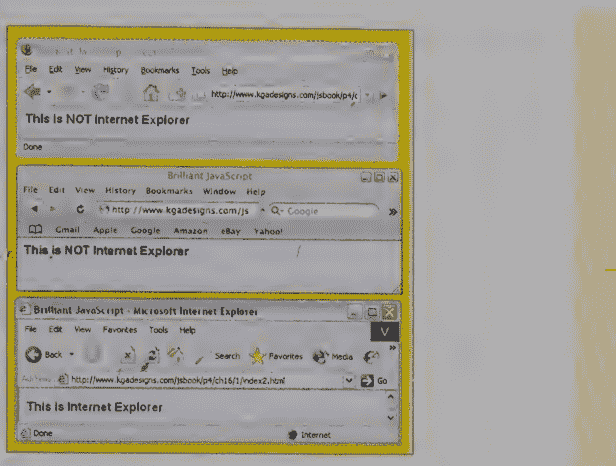 File Edit View History Bookmarks Tools Help
http://www.kgadesigns.com/jsbook/p4/c
This is NOT Internet Explorer
Done
Brilliant JavaScript
File Edit View History Bookmarks Window Help
http://www.kgadesigns.com/js Google
Gmail Apple Google Amazon eBay Yahoo!
This is NOT Internet Explorer
Brilliant JavaScript - Microsoft Internet Explorer
File Edit View Favorites Tools Help
Back Search Favorites Media
http://www.kgadesigns.com/jsbook/p4/ch16/1/index2.html Go
This is Internet Explorer
Done Internet